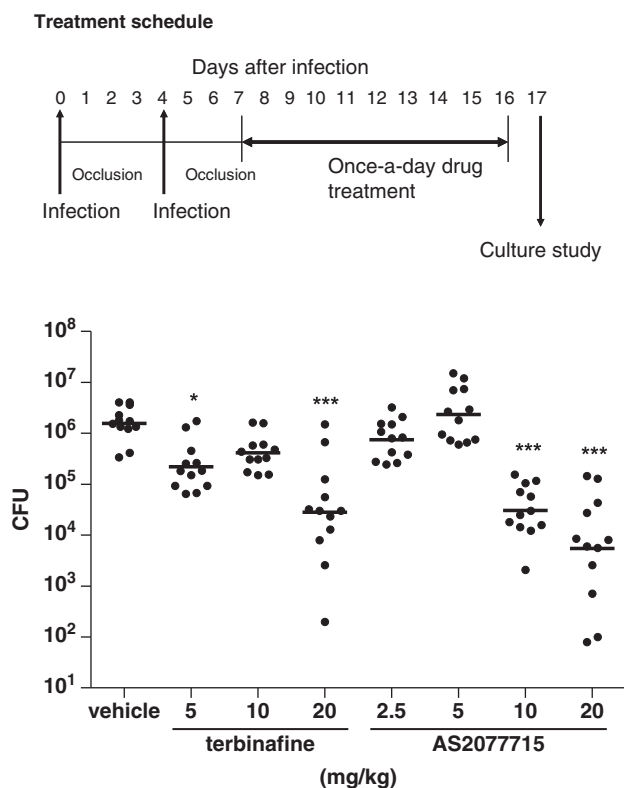 Treatment schedule
Days after infection
0 1 2 3 4 5 6 7 8 9 10 11 12 13 14 15 16 17
Occlusion Occlusion Once-a-day drug
treatment
Infection Infection
Culture study
CFU
10⁸
10⁷
10⁶
10⁵
10⁴
10³
10²
10¹
* *** *** ***
vehicle 5 10 20 2.5 5 10 20
terbinafine AS2077715
(mg/kg)